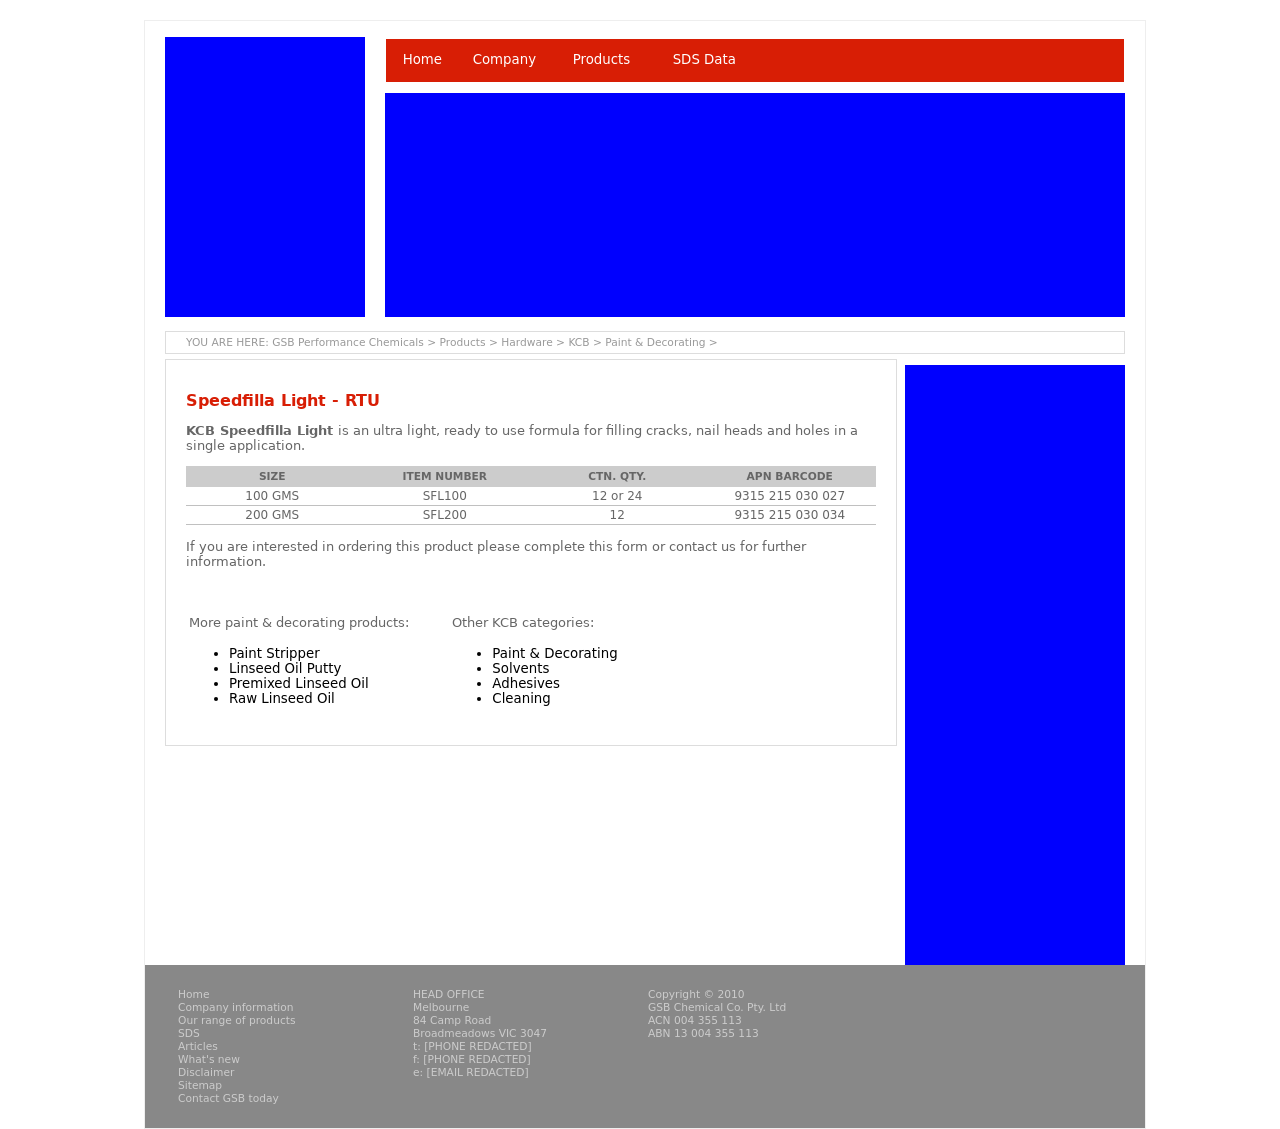 Home Company Products SDS Data
YOU ARE HERE: GSB Performance Chemicals > Products > Hardware > KCB > Paint & Decorating >
Speedfilla Light - RTU
KCB Speedfilla Light is an ultra light, ready to use formula for filling cracks, nail heads and holes in a
single application.
SIZE ITEM NUMBER CTN. QTY. APN BARCODE
100 GMS SFL100 12 or 24 9315 215 030 027
200 GMS SFL200 12 9315 215 030 034
If you are interested in ordering this product please complete this form or contact us for further
information.
More paint & decorating products:
• Paint Stripper
• Linseed Oil Putty
• Premixed Linseed Oil
• Raw Linseed Oil
Other KCB categories:
• Paint & Decorating
• Solvents
• Adhesives
• Cleaning
Home
Company information
Our range of products
SDS
Articles
What's new
Disclaimer
Sitemap
Contact GSB today
HEAD OFFICE
Melbourne
84 Camp Road
Broadmeadows VIC 3047
t: [PHONE REDACTED]
f: [PHONE REDACTED]
e: [EMAIL REDACTED]
Copyright © 2010
GSB Chemical Co. Pty. Ltd
ACN 004 355 113
ABN 13 004 355 113